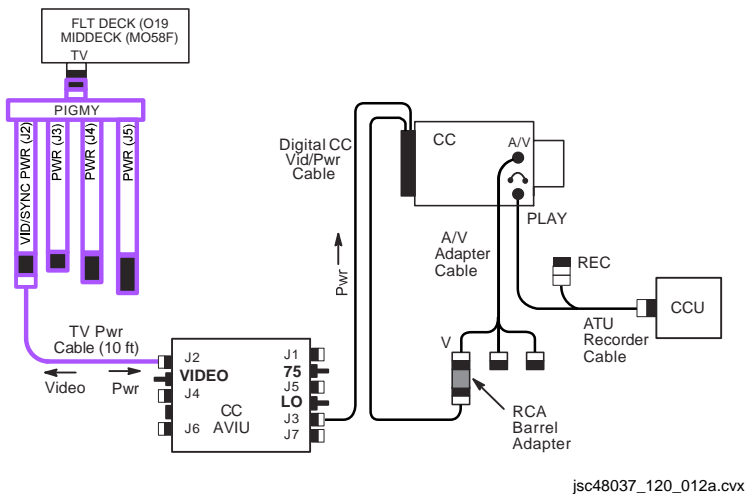 FLT DECK (O19
MIDDECK (MO58F)
TV
PIGMY
VID/SYNC PWR (J2)
PWR (J3)
PWR (J4)
PWR (J5)
TV Pwr
Cable (10 ft)
Video
Pwr
J2
VIDEO
J4
J6
CC
AVIU
J1
75
J5
LO
J3
J7
Pwr
Digital CC
Vid/Pwr
Cable
CC
A/V
PLAY
A/V
Adapter
Cable
V
RCA
Barrel
Adapter
REC
ATU
Recorder
Cable
CCU
jsc48037_120_012a.cvx